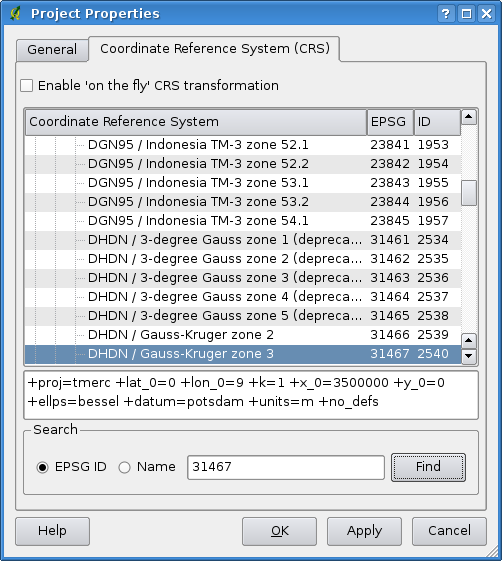 Project Properties
General
Coordinate Reference System (CRS)
Enable 'on the fly' CRS transformation
Coordinate Reference System EPSG ID
DGN95 / Indonesia TM-3 zone 52.1 23841 1953
DGN95 / Indonesia TM-3 zone 52.2 23842 1954
DGN95 / Indonesia TM-3 zone 53.1 23843 1955
DGN95 / Indonesia TM-3 zone 53.2 23844 1956
DGN95 / Indonesia TM-3 zone 54.1 23845 1957
DHDN / 3-degree Gauss zone 1 (depreca... 31461 2534
DHDN / 3-degree Gauss zone 2 (depreca... 31462 2535
DHDN / 3-degree Gauss zone 3 (depreca... 31463 2536
DHDN / 3-degree Gauss zone 4 (depreca... 31464 2537
DHDN / 3-degree Gauss zone 5 (depreca... 31465 2538
DHDN / Gauss-Kruger zone 2 31466 2539
DHDN / Gauss-Kruger zone 3 31467 2540
+proj=tmerc +lat_0=0 +lon_0=9 +k=1 +x_0=3500000 +y_0=0
+ellps=bessel +datum=potsdam +units=m +no_defs
Search
EPSG ID Name 31467 Find
Help OK Apply Cancel